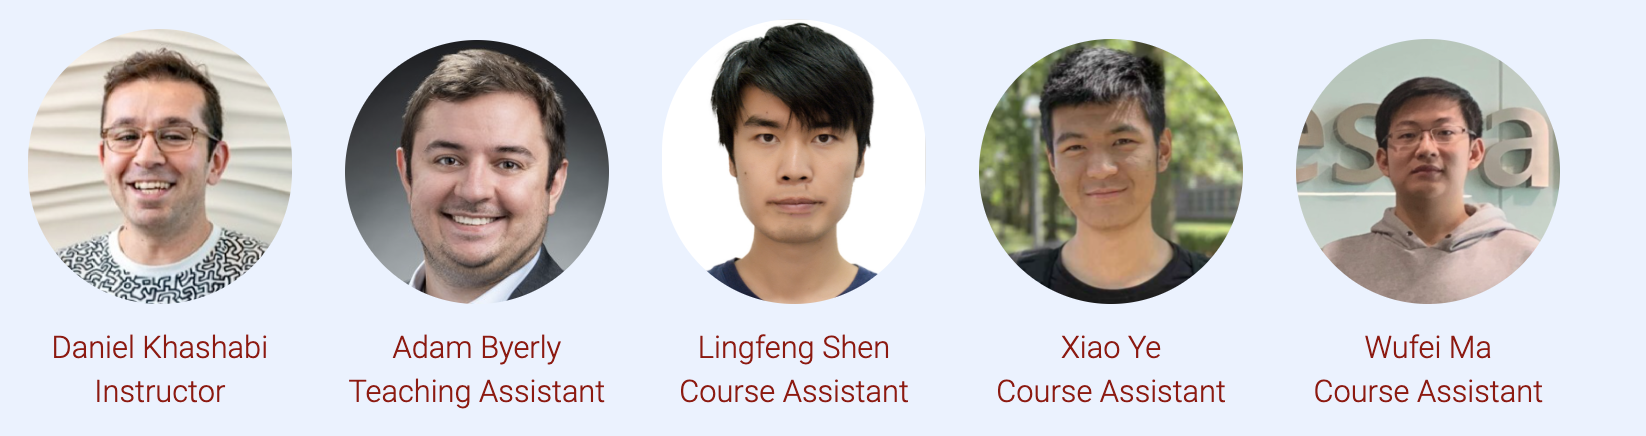 Daniel Khashabi
Instructor
Adam Byerly
Teaching Assistant
Lingfeng Shen
Course Assistant
Xiao Ye
Course Assistant
Wufei Ma
Course Assistant